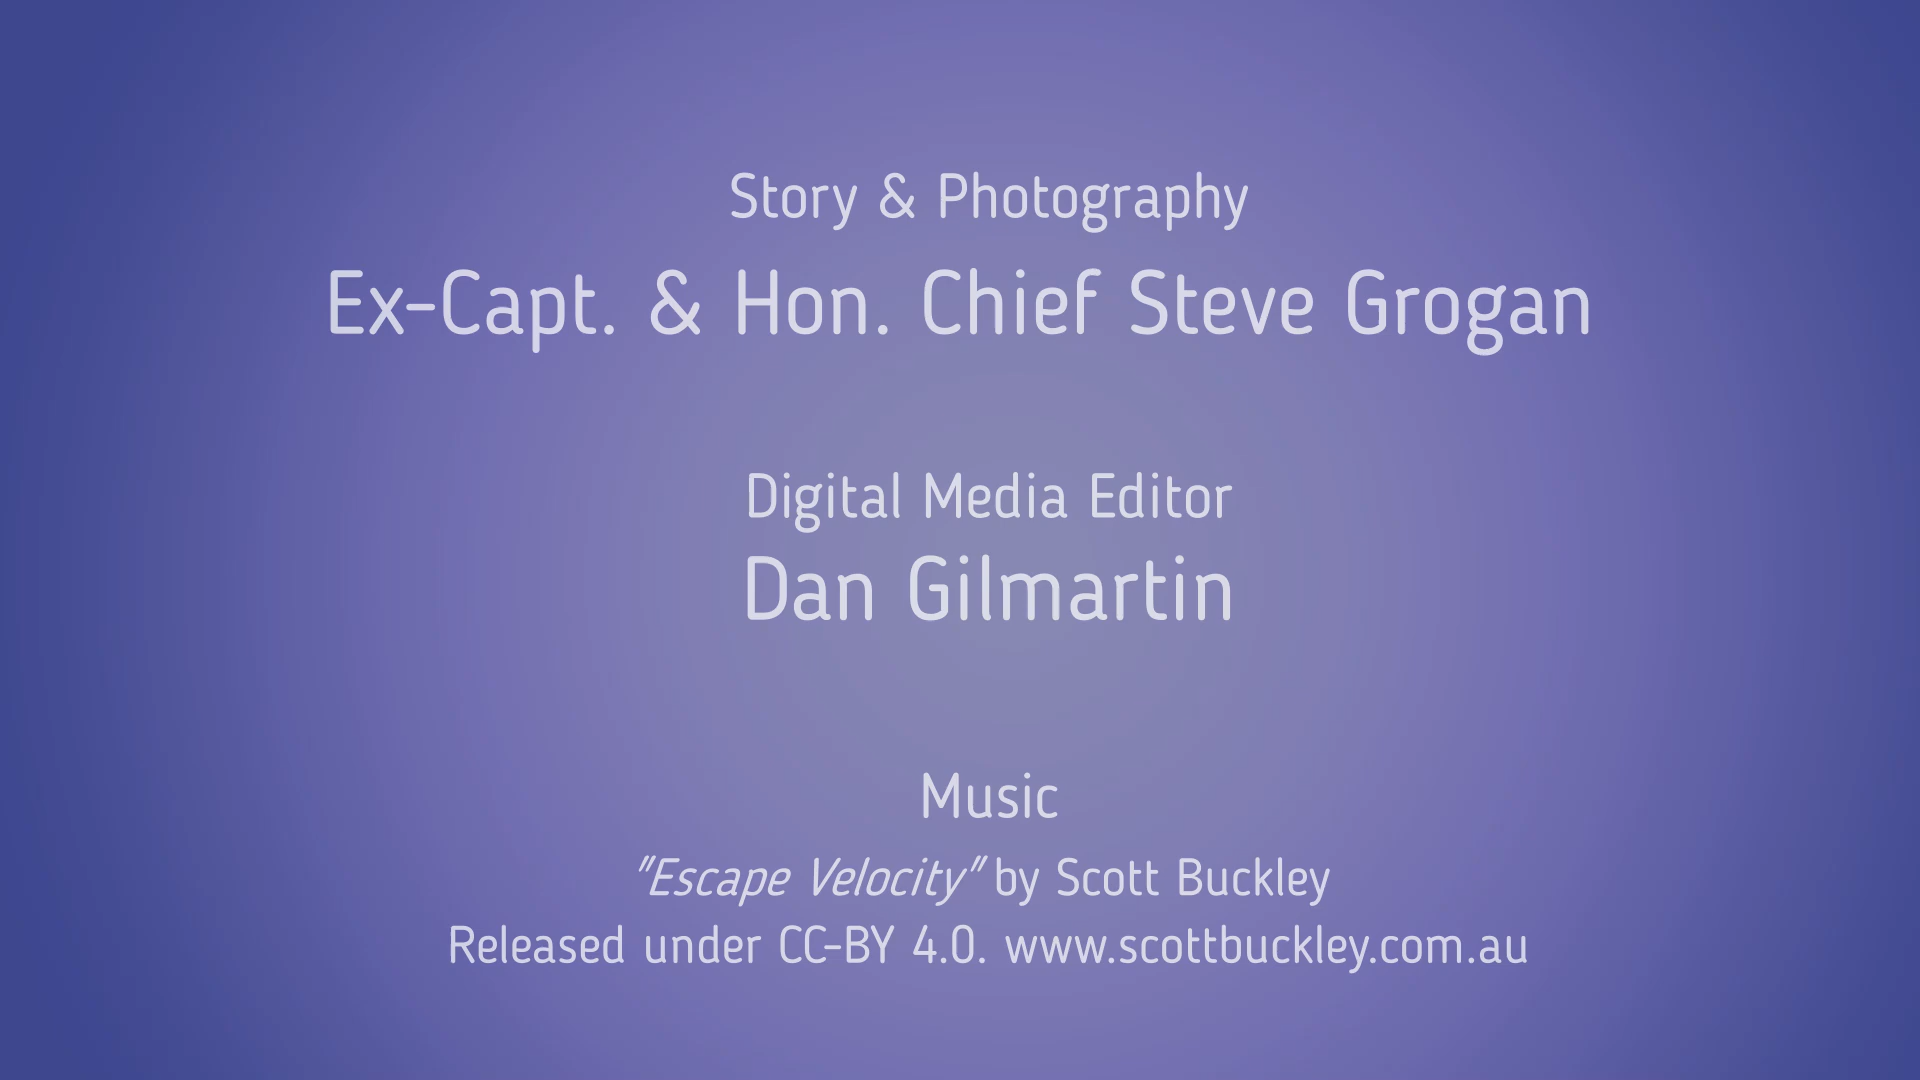 Story & Photography
Ex-Capt. & Hon. Chief Steve Grogan
Digital Media Editor
Dan Gilmartin
Music
"Escape Velocity" by Scott Buckley
Released under CC-BY 4.0. www.scottbuckley.com.au